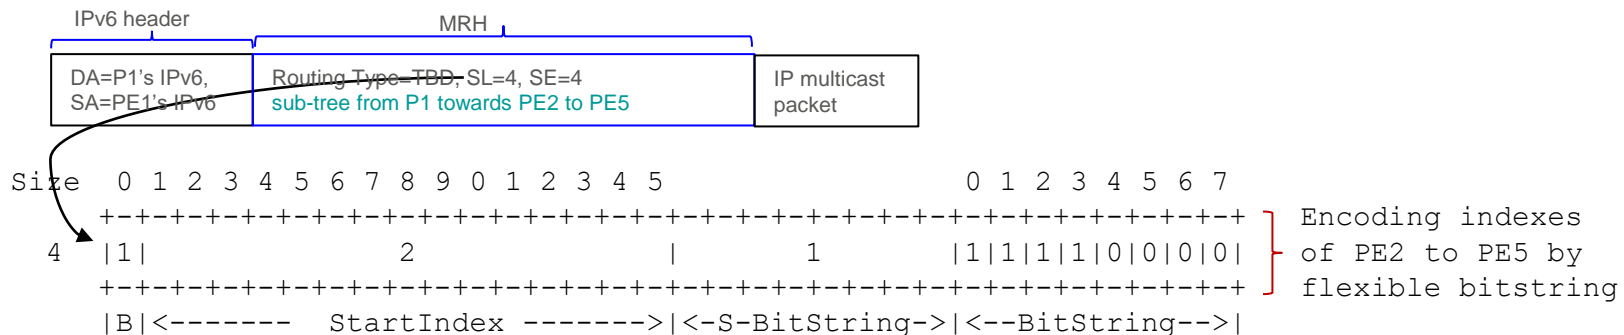 IPv6 header
MRH
DA=P1's IPv6,
SA=PE1's IPv6
Routing Type=TBD, SL=4, SE=4
sub-tree from P1 towards PE2 to PE5
IP multicast
packet
Size 0 1 2 3 4 5 6 7 8 9 0 1 2 3 4 5 0 1 2 3 4 5 6 7
+-+-+-+-+-+-+-+-+-+-+-+-+-+-+-+-+-+-+-+-+-+-+-+-+-+-+-+-+-+-+-+-+
4 |1| 2 | 1 |1|1|1|1|0|0|0|0|
+-+-+-+-+-+-+-+-+-+-+-+-+-+-+-+-+-+-+-+-+-+-+-+-+-+-+-+-+-+-+-+-+
|B|<------- StartIndex ------->|<-S-BitString->|<--BitString-->|
Encoding indexes
of PE2 to PE5 by
flexible bitstring